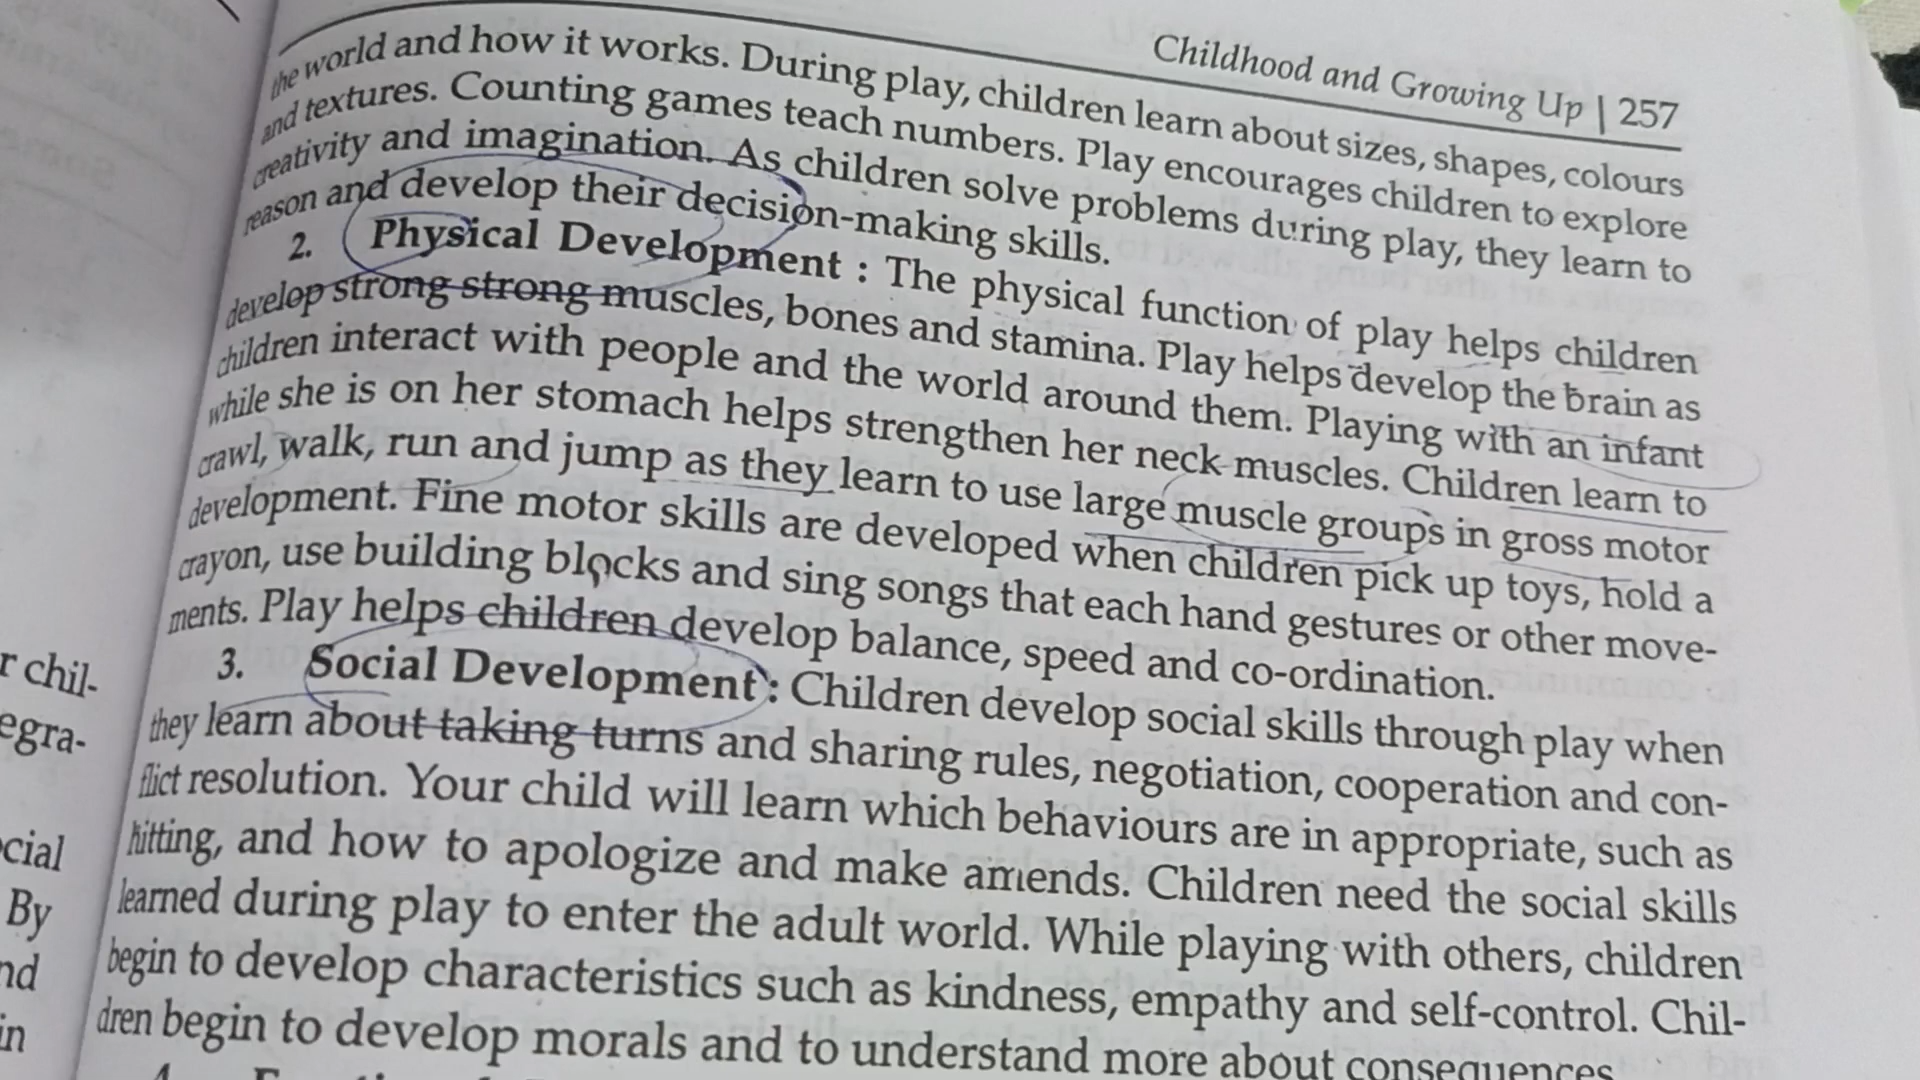 Childhood and Growing Up | 257
the world and how it works. During play, children learn about sizes, shapes, colours
and textures. Counting games teach numbers. Play encourages children to explore
creativity and imagination. As children solve problems during play, they learn to
reason and develop their decision-making skills.
2. Physical Development : The physical function of play helps children
develop strong strong muscles, bones and stamina. Play helps develop the brain as
children interact with people and the world around them. Playing with an infant
while she is on her stomach helps strengthen her neck muscles. Children learn to
crawl, walk, run and jump as they learn to use large muscle groups in gross motor
development. Fine motor skills are developed when children pick up toys, hold a
crayon, use building blocks and sing songs that each hand gestures or other move-
ments. Play helps children develop balance, speed and co-ordination.
3. Social Development : Children develop social skills through play when
they learn about taking turns and sharing rules, negotiation, cooperation and con-
flict resolution. Your child will learn which behaviours are in appropriate, such as
hitting, and how to apologize and make amends. Children need the social skills
learned during play to enter the adult world. While playing with others, children
begin to develop characteristics such as kindness, empathy and self-control. Chil-
dren begin to develop morals and to understand more about consequences
r chil-
egra-
cial
By
nd
in